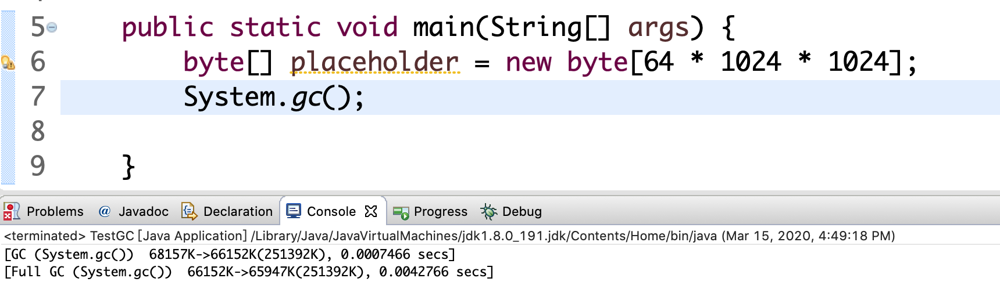 5 public static void main(String[] args) {
6 byte[] placeholder = new byte[64 * 1024 * 1024];
7 System.gc();
8
9 }
Problems @ Javadoc Declaration Console Progress Debug
<terminated> TestGC [Java Application] /Library/Java/JavaVirtualMachines/jdk1.8.0_191.jdk/Contents/Home/bin/java (Mar 15, 2020, 4:49:18 PM)
[GC (System.gc())  68157K->66152K(251392K), 0.0007466 secs]
[Full GC (System.gc())  66152K->65947K(251392K), 0.0042766 secs]